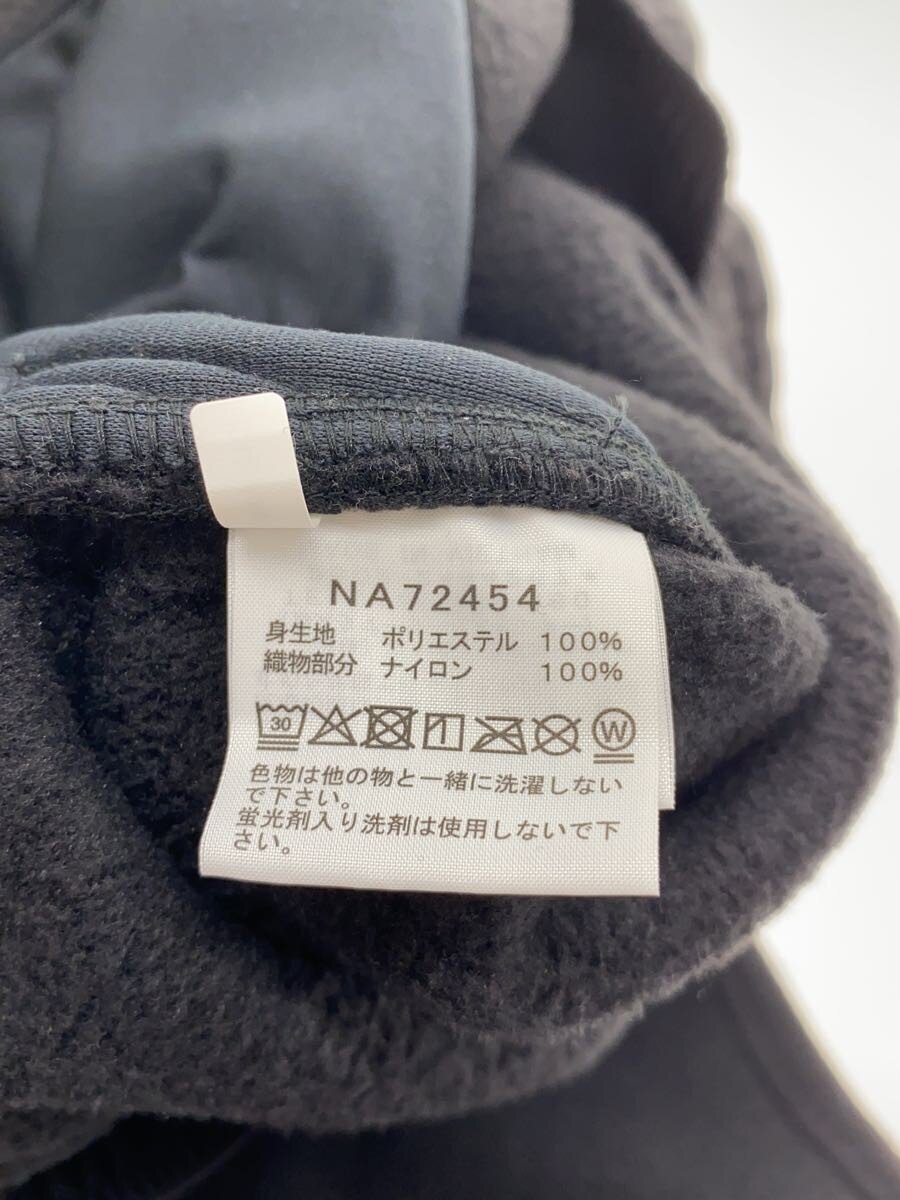 NA72454
身生地 ポリエステル 100%
織物部分 ナイロン 100%
30
W
色物は他の物と一緒に洗濯しない
で下さい。
蛍光剤入り洗剤は使用しないで下
さい。